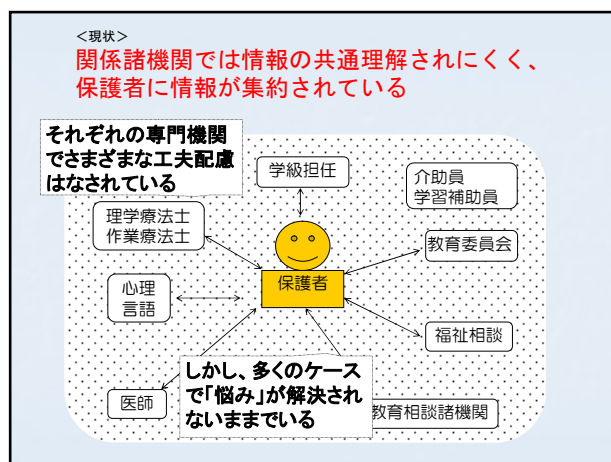 ＜現状＞
関係諸機関では情報の共通理解されにくく、
保護者に情報が集約されている
それぞれの専門機関
でさまざまな工夫配慮
はなされている
学級担任
介助員
学習補助員
理学療法士
作業療法士
教育委員会
保護者
心理
言語
福祉相談
しかし、多くのケース
で「悩み」が解決され
ないままでいる
医師
教育相談諸機関